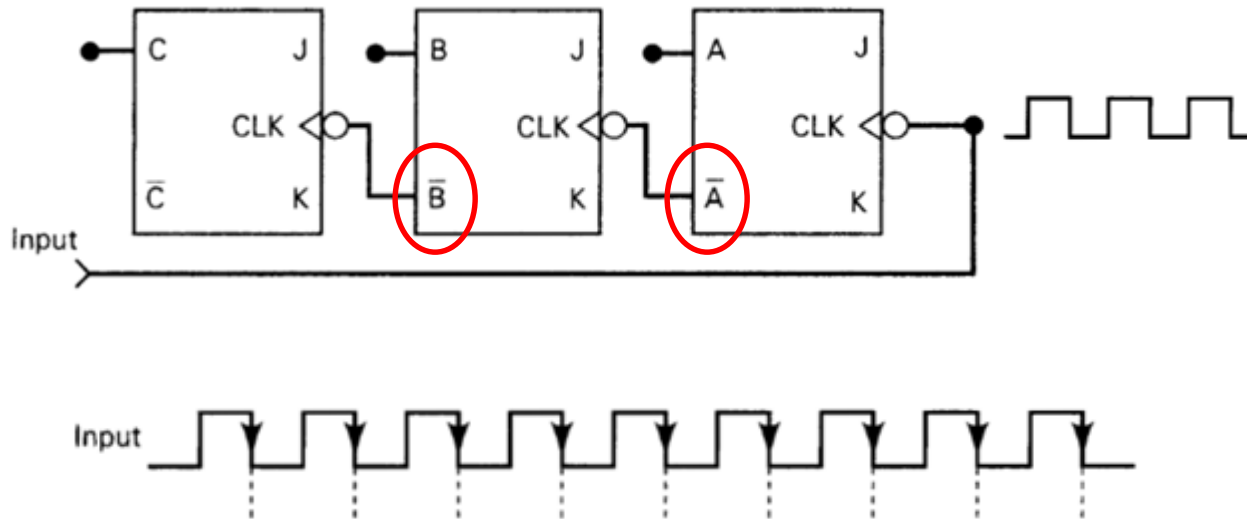 C J B J A J
CLK CLK CLK
C̅ K B̅ K A̅ K
Input
Input